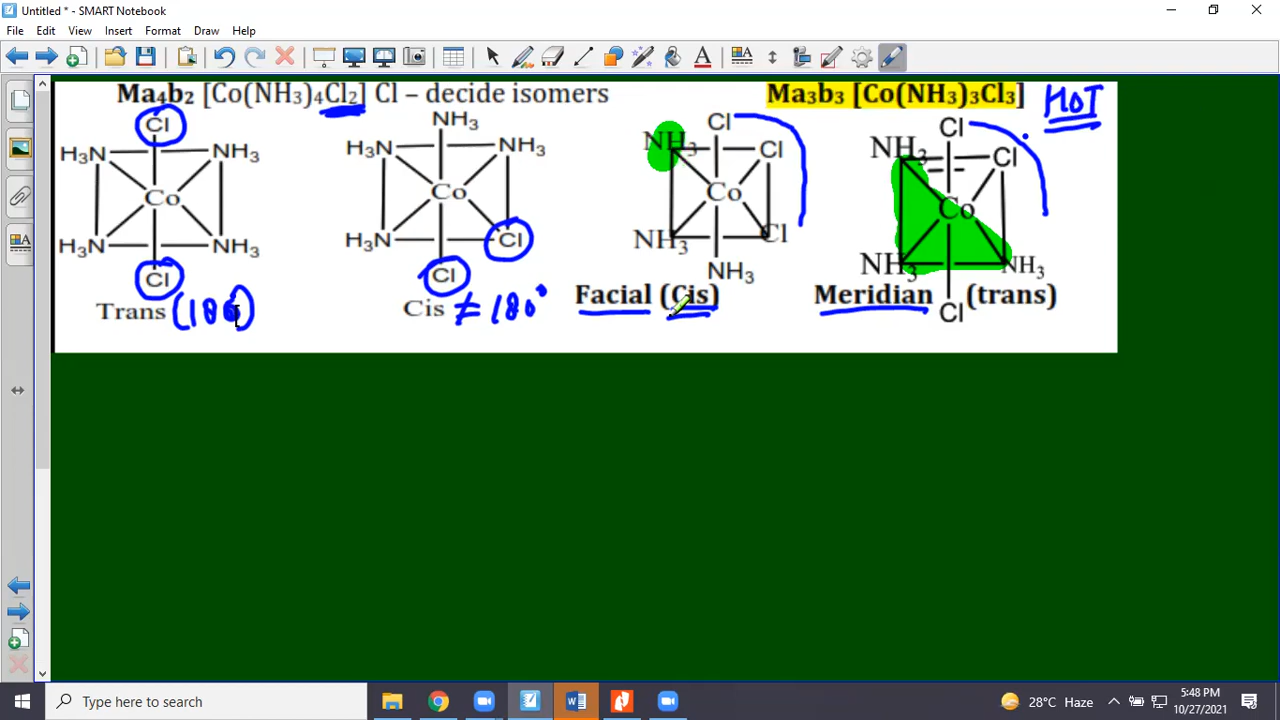 Untitled * - SMART Notebook
File Edit View Insert Format Draw Help
Ma4b2 [Co(NH3)4Cl2] Cl – decide isomers
Ma3b3 [Co(NH3)3Cl3]
HOT
Cl
H3N
NH3
Co
H3N
NH3
Cl
Trans (180)
NH3
H3N
NH3
Co
H3N
Cl
Cl
Cis ≠ 180°
Cl
NH3
Cl
Co
NH3
Cl
NH3
Facial (Cis)
Cl
NH3
Cl
Co
NH3
NH3
Meridian (trans)
Cl
Type here to search
28°C Haze
5:48 PM
10/27/2021